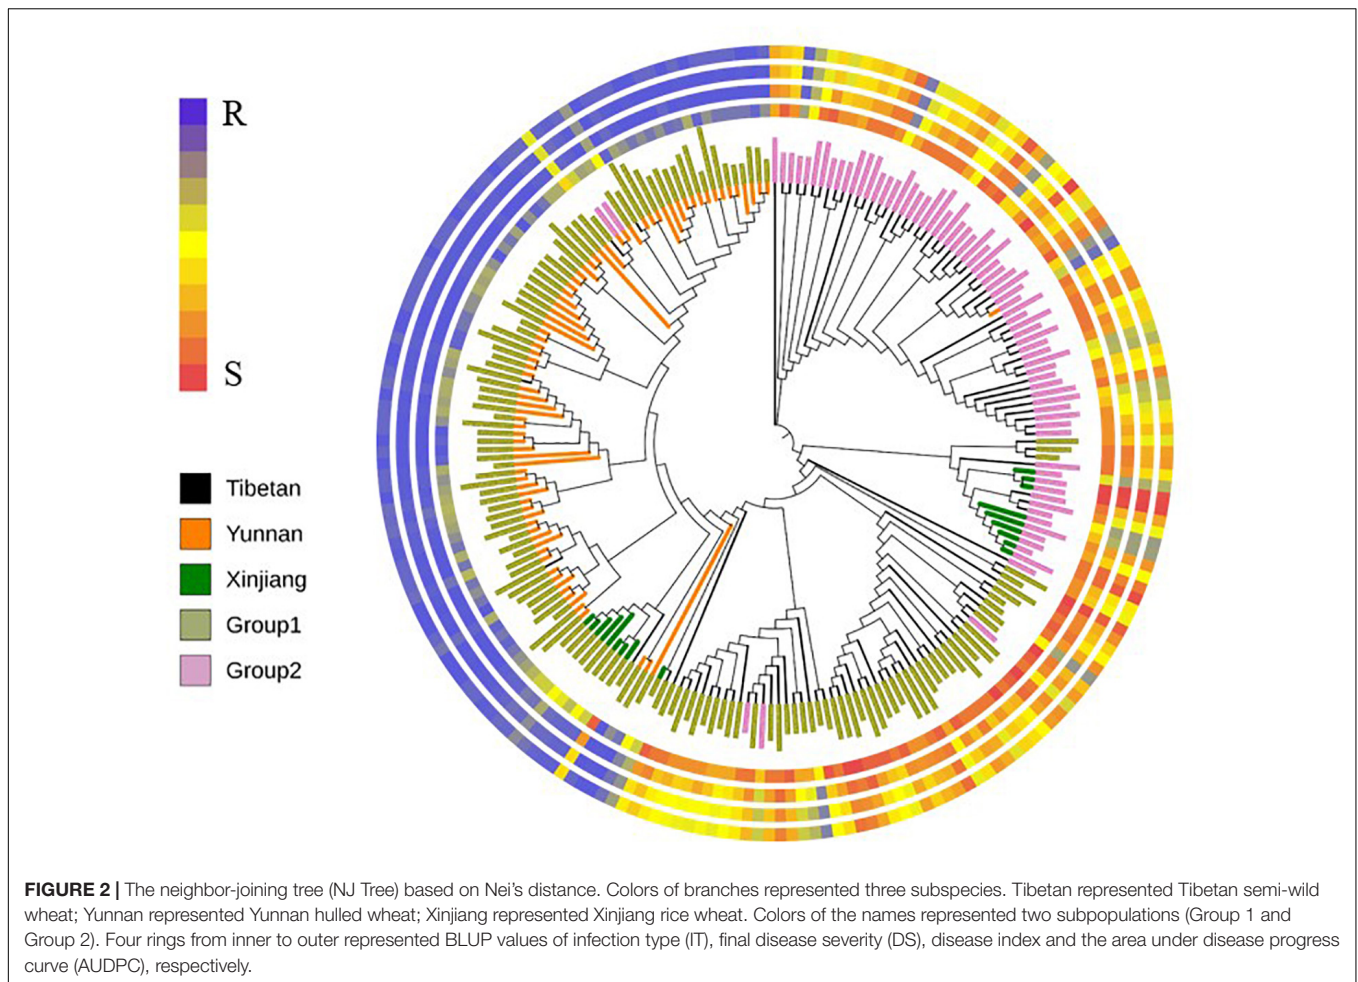 R
S
Tibetan
Yunnan
Xinjiang
Group1
Group2
FIGURE 2 | The neighbor-joining tree (NJ Tree) based on Nei's distance. Colors of branches represented three subspecies. Tibetan represented Tibetan semi-wild
wheat; Yunnan represented Yunnan hulled wheat; Xinjiang represented Xinjiang rice wheat. Colors of the names represented two subpopulations (Group 1 and
Group 2). Four rings from inner to outer represented BLUP values of infection type (IT), final disease severity (DS), disease index and the area under disease progress
curve (AUDPC), respectively.